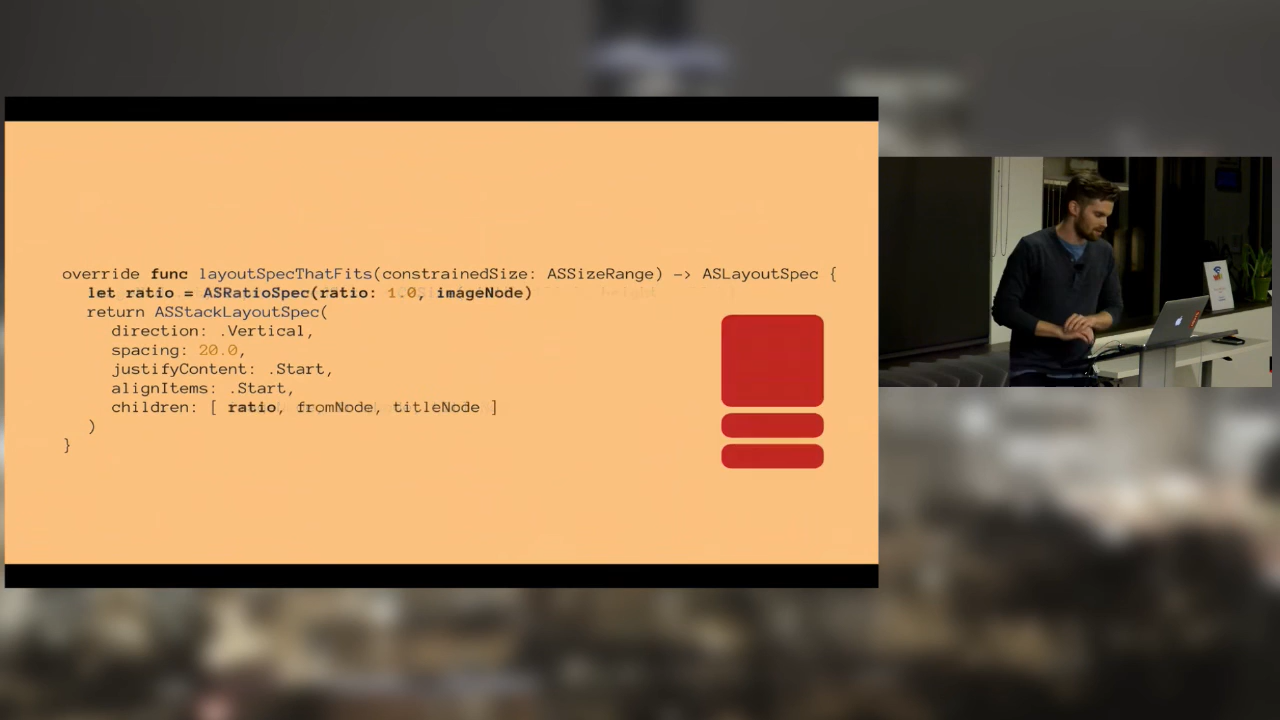 override func layoutSpecThatFits(constrainedSize: ASSizeRange) -> ASLayoutSpec {
let ratio = ASRatioSpec(ratio: 1.0, imageNode)
return ASStackLayoutSpec(
direction: .Vertical,
spacing: 20.0,
justifyContent: .Start,
alignItems: .Start,
children: [ ratio, fromNode, titleNode ]
)
}